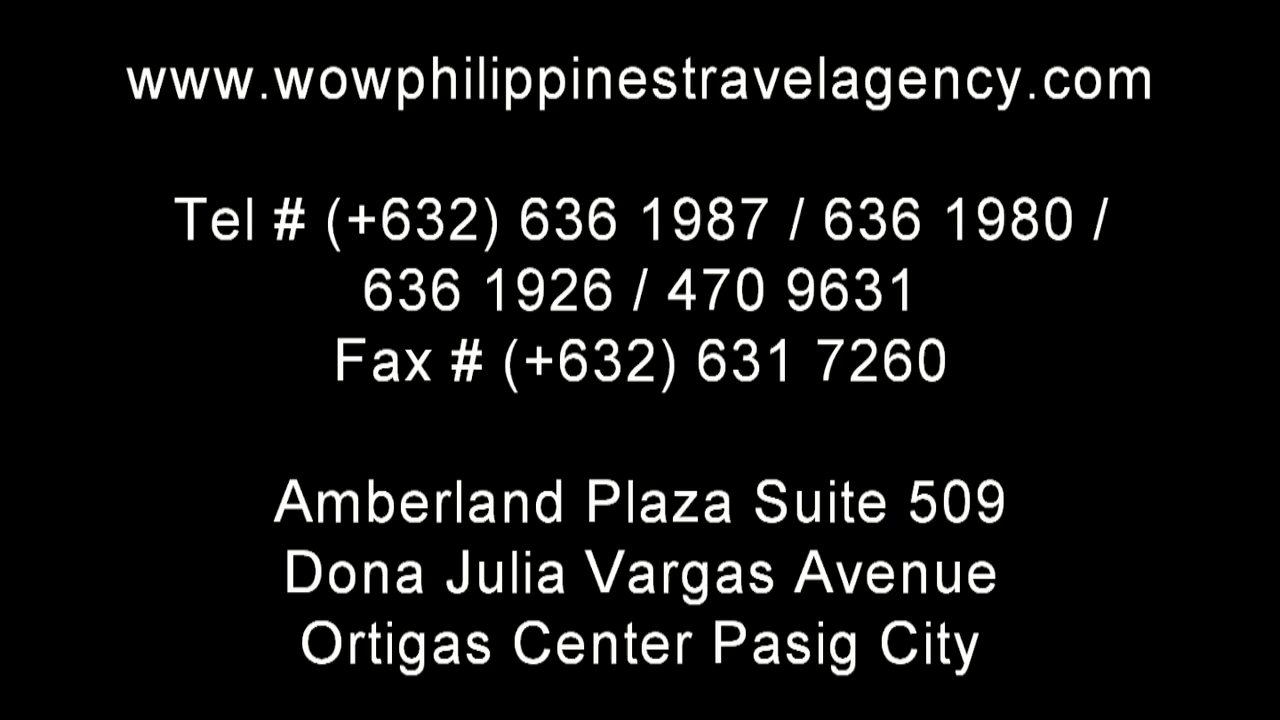 www.wowphilippinestravelagency.com
Tel # (+632) 636 1987 / 636 1980 /
636 1926 / 470 9631
Fax # (+632) 631 7260
Amberland Plaza Suite 509
Dona Julia Vargas Avenue
Ortigas Center Pasig City